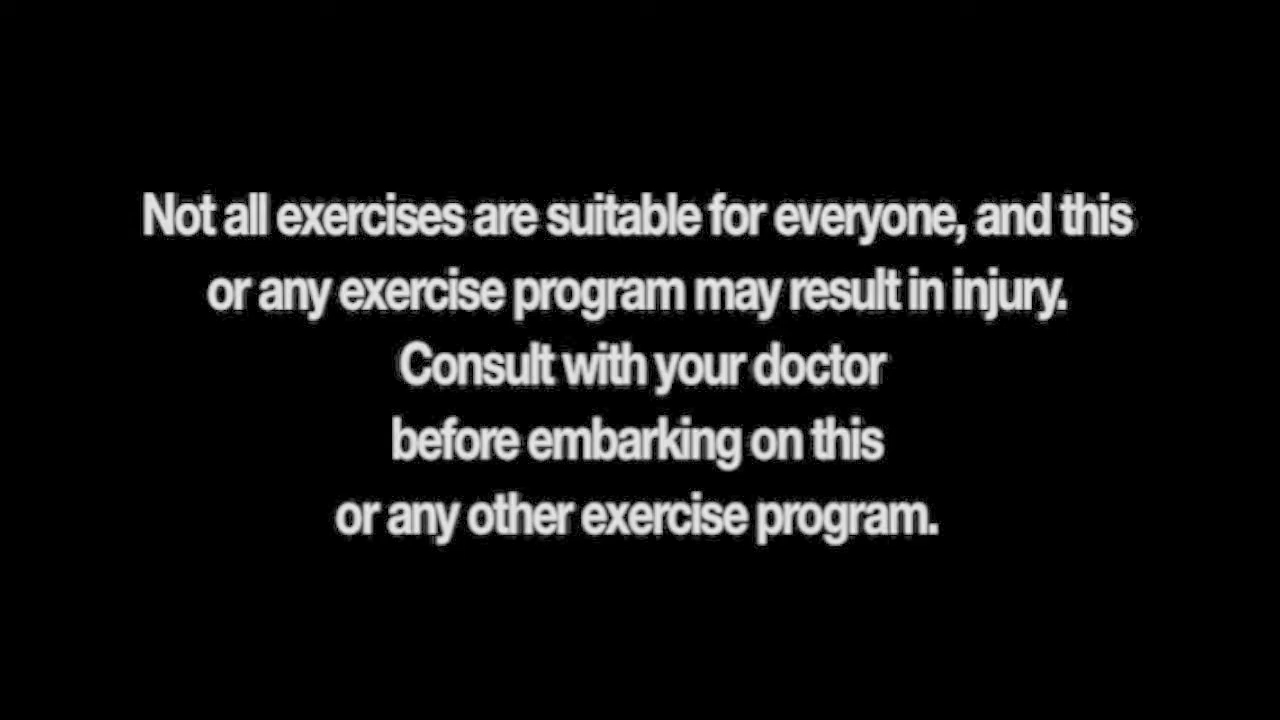 Not all exercises are suitable for everyone, and this
or any exercise program may result in injury.
Consult with your doctor
before embarking on this
or any other exercise program.